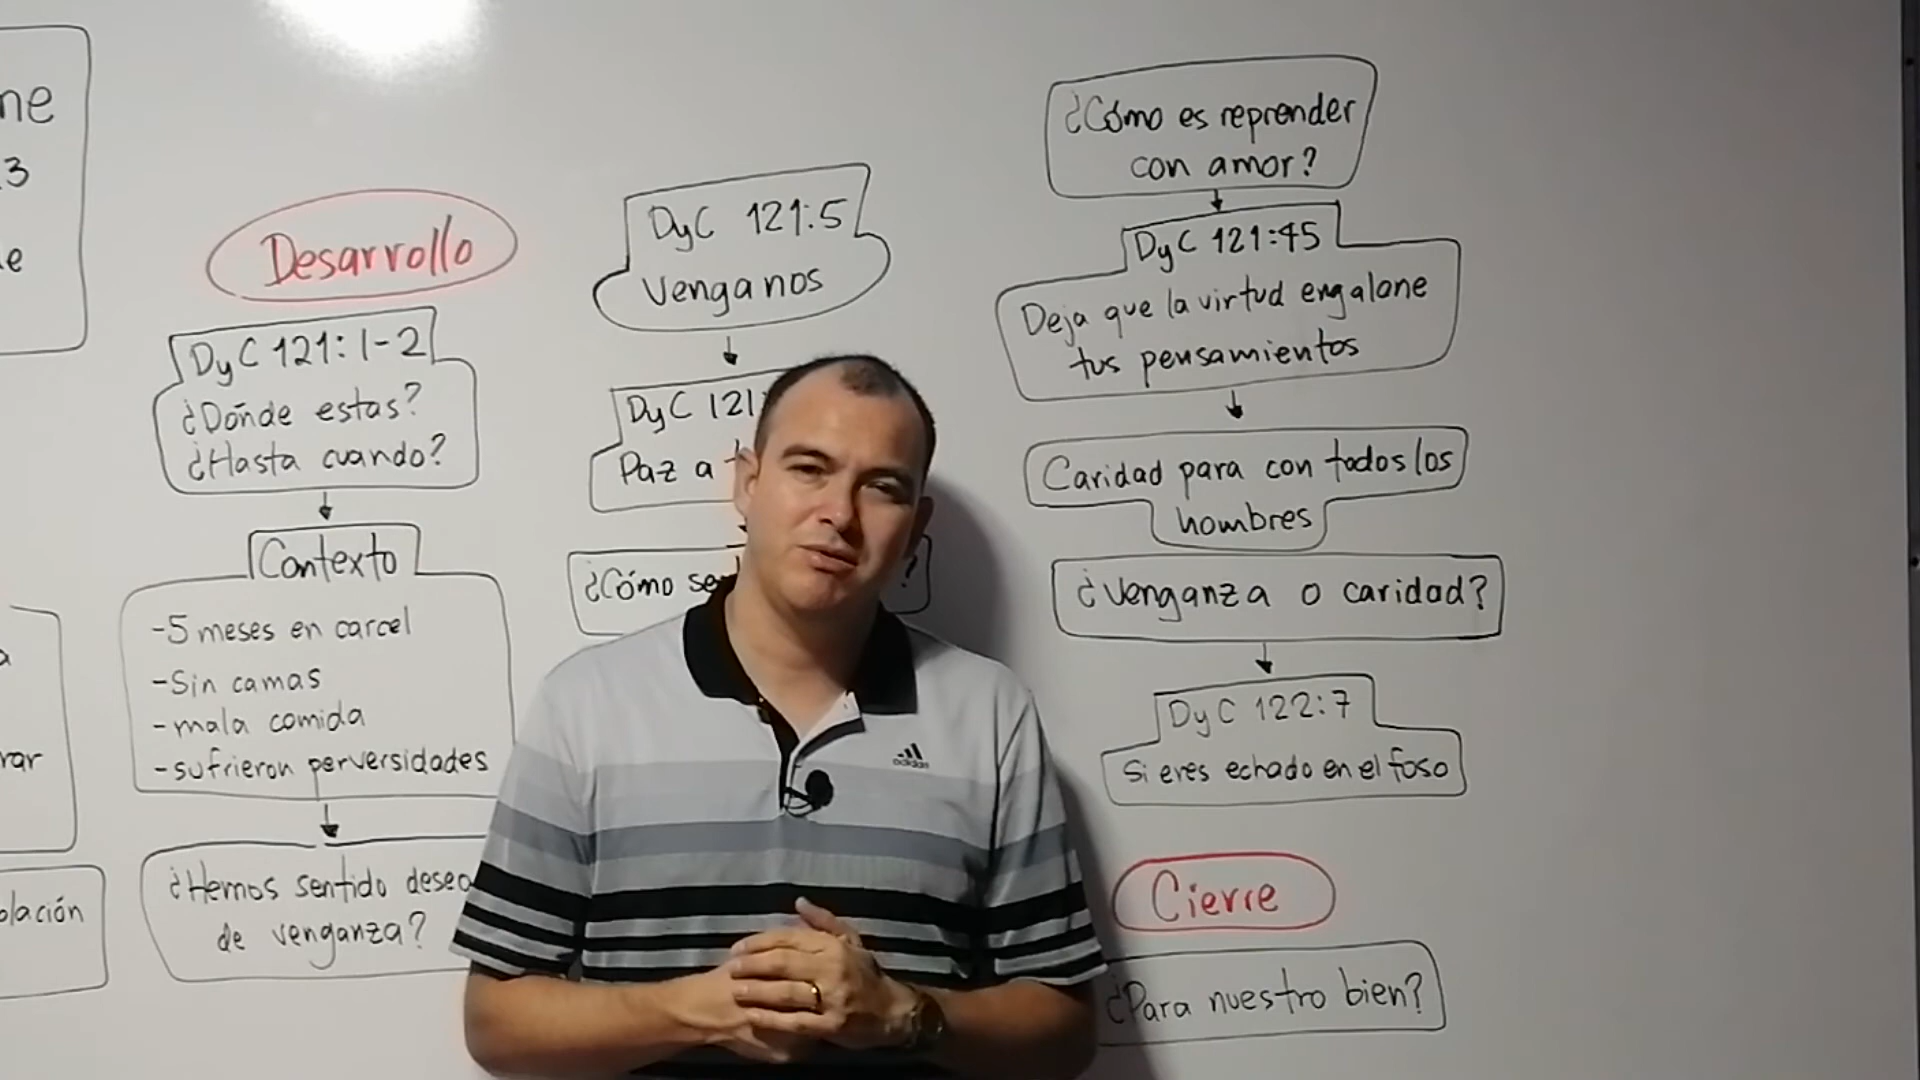 ne
3
e
rar
olación
Desarrollo
DyC 121: 1-2
¿Dónde estas?
¿Hasta cuando?
Contexto
-5 meses en carcel
-Sin camas
-mala comida
-sufrieron perversidades
¿Hemos sentido deseo
de venganza?
DyC 121:5
Venganos
DyC 121:
Paz a t
¿Cómo se
?
¿Cómo es reprender
con amor?
DyC 121:45
Deja que la virtud engalane
tus pensamientos
Caridad para con todos los
hombres
¿Venganza o caridad?
DyC 122:7
Si eres echado en el foso
Cierre
¿Para nuestro bien?
adidas